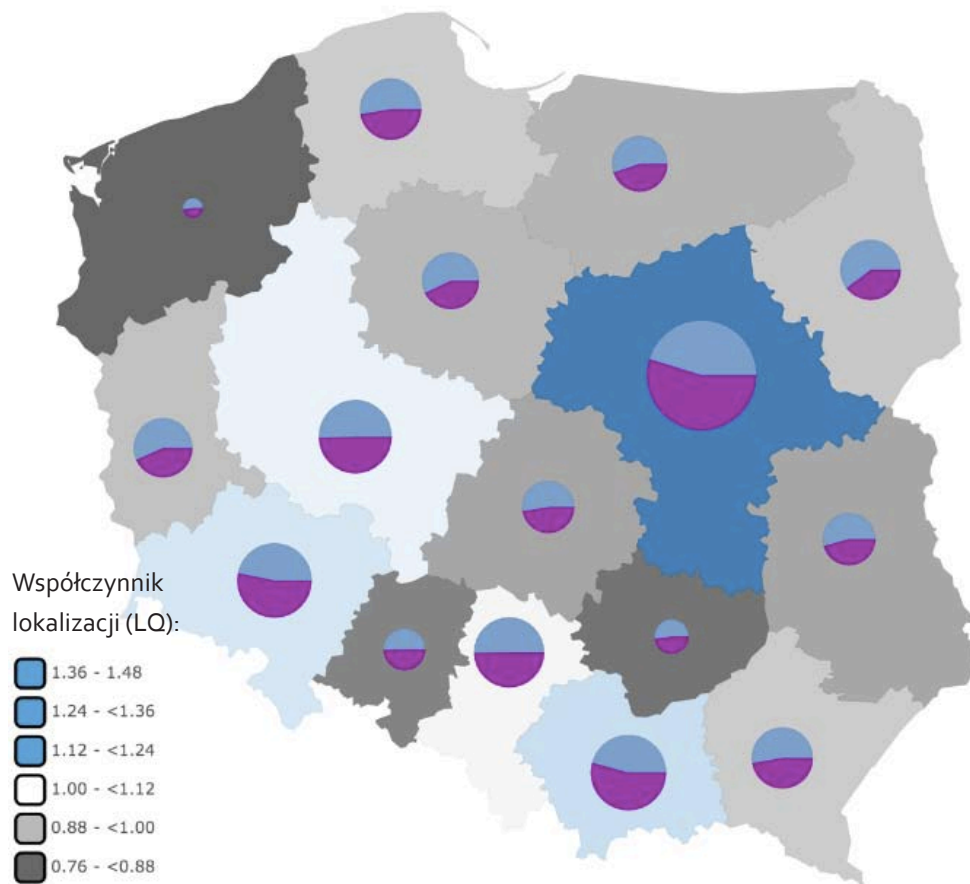 Współczynnik
lokalizacji (LQ):
1.36 - 1.48
1.24 - <1.36
1.12 - <1.24
1.00 - <1.12
0.88 - <1.00
0.76 - <0.88